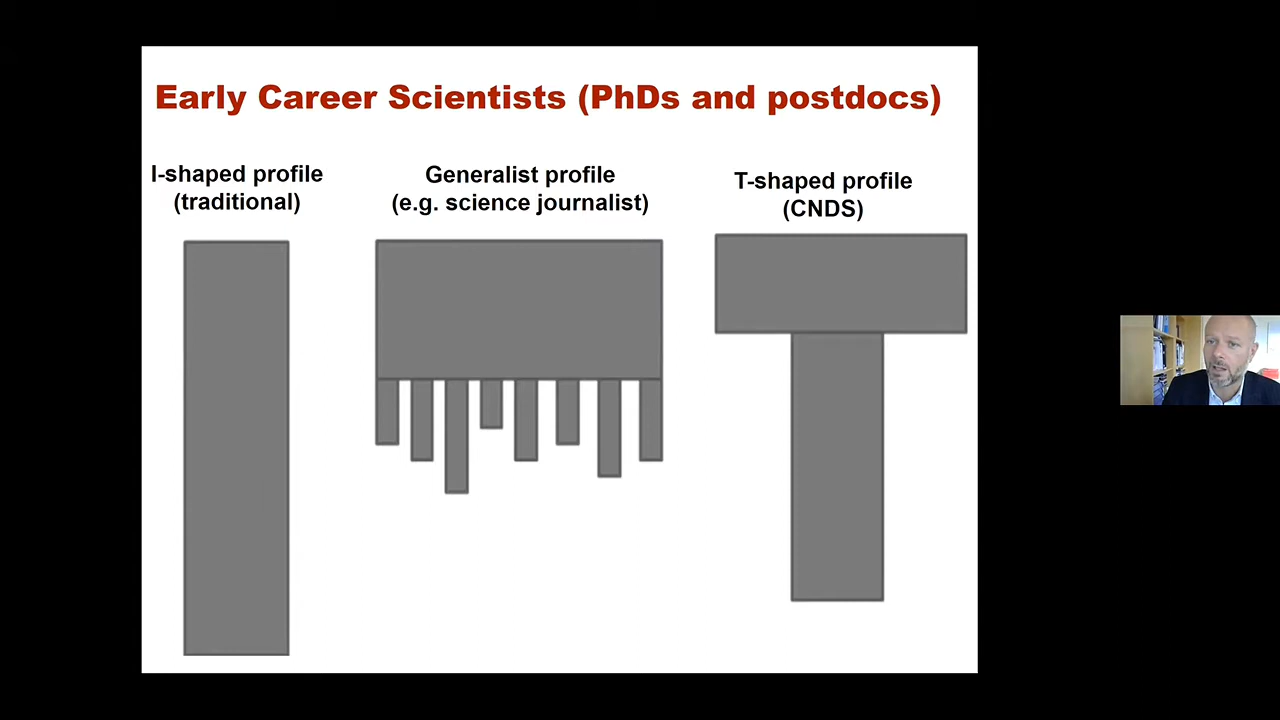 Early Career Scientists (PhDs and postdocs)
I-shaped profile
(traditional)
Generalist profile
(e.g. science journalist)
T-shaped profile
(CNDS)